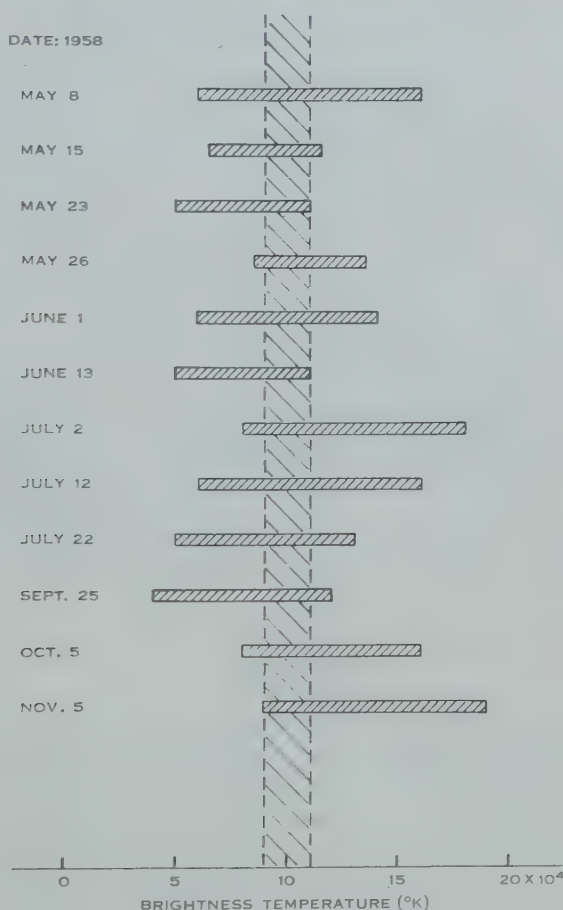 DATE: 1958
MAY 8
MAY 15
MAY 23
MAY 26
JUNE 1
JUNE 13
JULY 2
JULY 12
JULY 22
SEPT. 25
OCT. 5
NOV. 5
0 5 10 15 20 X 10⁴
BRIGHTNESS TEMPERATURE (°K)